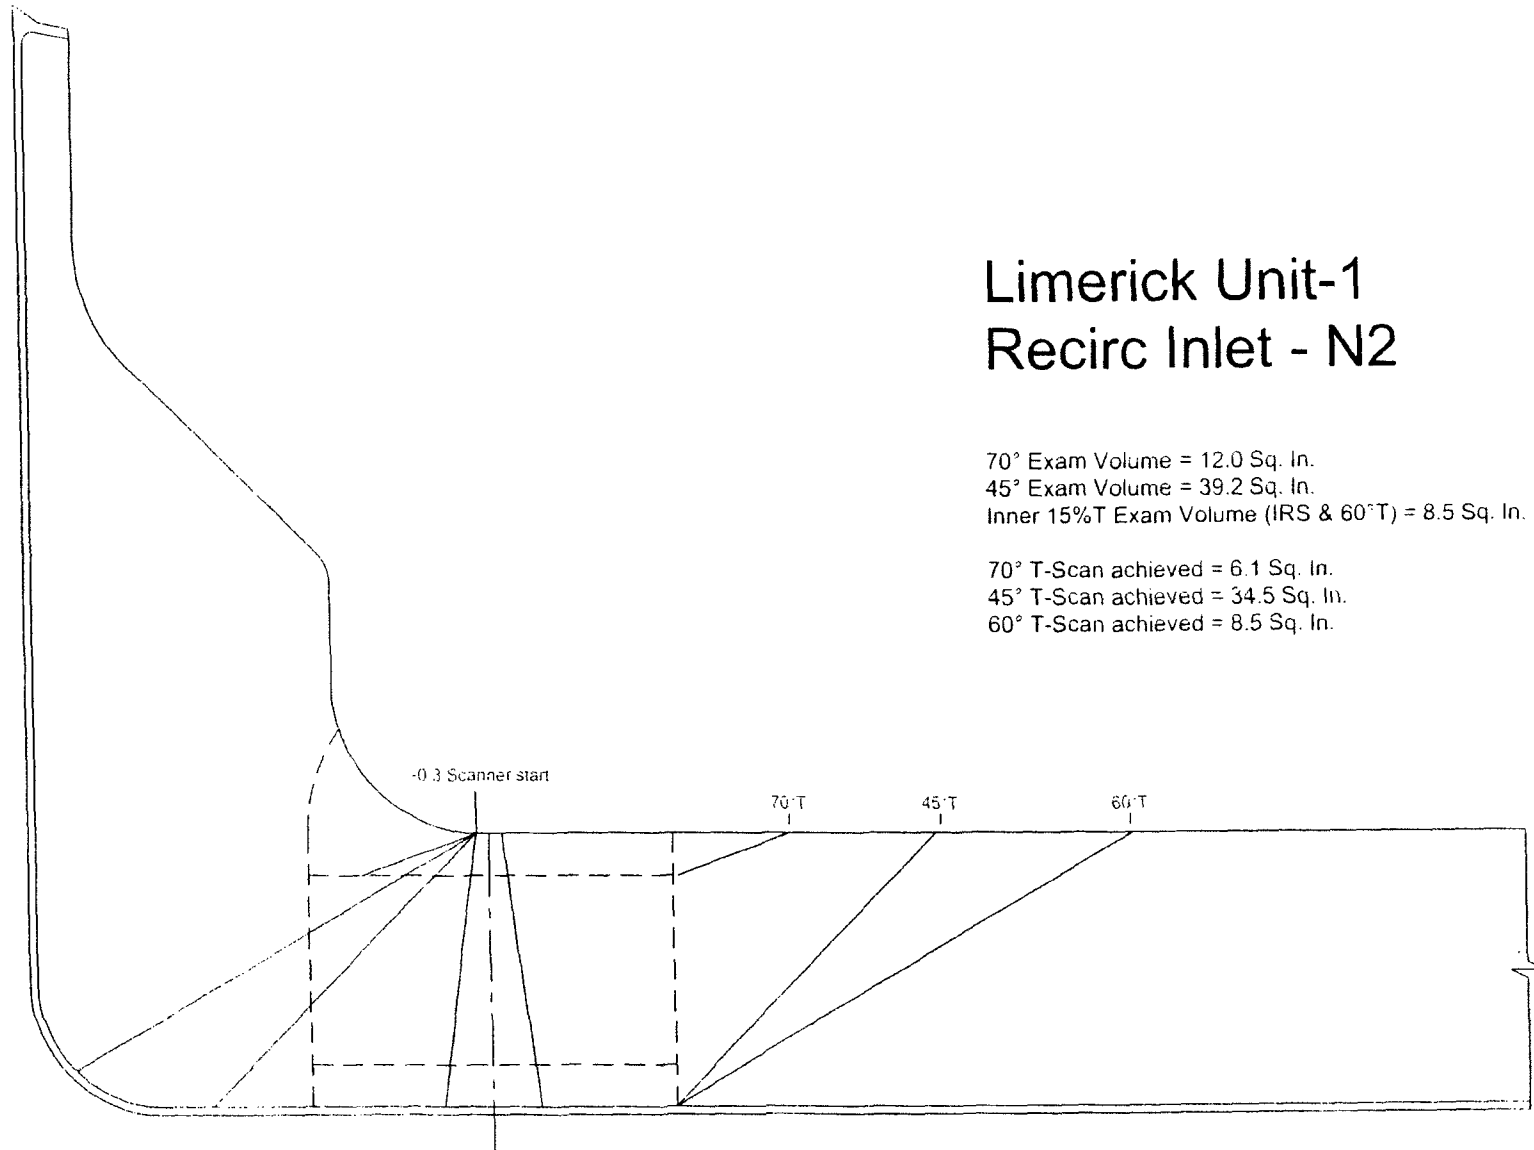 Limerick Unit-1
Recirc Inlet - N2
70° Exam Volume = 12.0 Sq. In.
45° Exam Volume = 39.2 Sq. In.
Inner 15%T Exam Volume (IRS & 60°T) = 8.5 Sq. In.
70° T-Scan achieved = 6.1 Sq. In.
45° T-Scan achieved = 34.5 Sq. In.
60° T-Scan achieved = 8.5 Sq. In.
-0.3 Scanner start
70°T
45°T
60°T